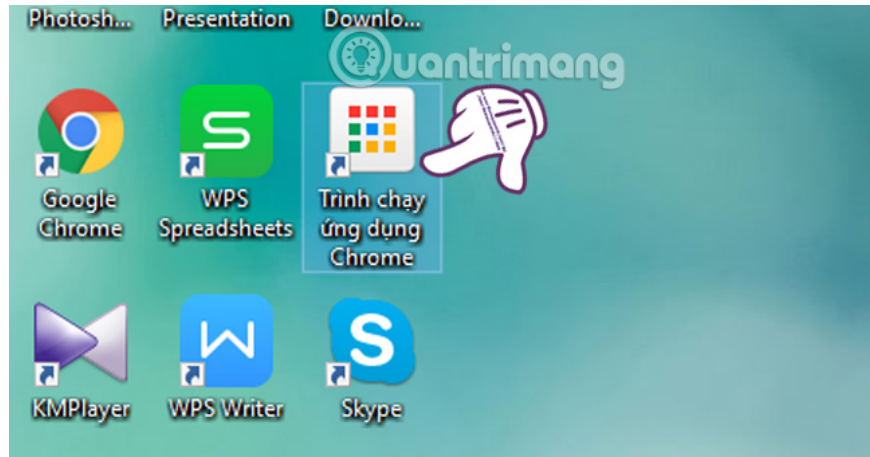 Photosh...
Presentation
Downlo...
Quantrimang
Google
Chrome
WPS
Spreadsheets
Trình chạy
ứng dụng
Chrome
KMPlayer
WPS Writer
Skype